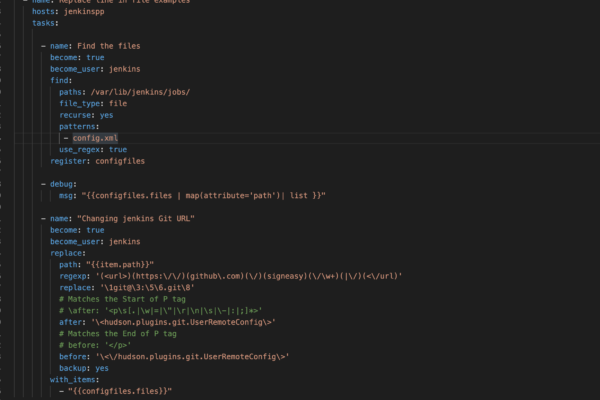 - name: Replace line in file examples
hosts: jenkinspp
tasks:
- name: Find the files
become: true
become_user: jenkins
find:
paths: /var/lib/jenkins/jobs/
file_type: file
recurse: yes
patterns:
- config.xml
use_regex: true
register: configfiles
- debug:
msg: "{{configfiles.files | map(attribute='path')| list }}"
- name: "Changing jenkins Git URL"
become: true
become_user: jenkins
replace:
path: "{{item.path}}"
regexp: '(<url>)(https:\/\/)(github\.com)(\/)(signeasy)(\/\w+)(|\/)(<\/url)'
replace: '\1git@\3:\5\6.git\8'
# Matches the Start of P tag
# \after: '<p\s[.|\w|=|\"|\r|\n|\s|\-|:|;]*>'
after: '\<hudson.plugins.git.UserRemoteConfig\>'
# Matches the End of P tag
# before: '</p>'
before: '\<\/hudson.plugins.git.UserRemoteConfig\>'
backup: yes
with_items:
- "{{configfiles.files}}"